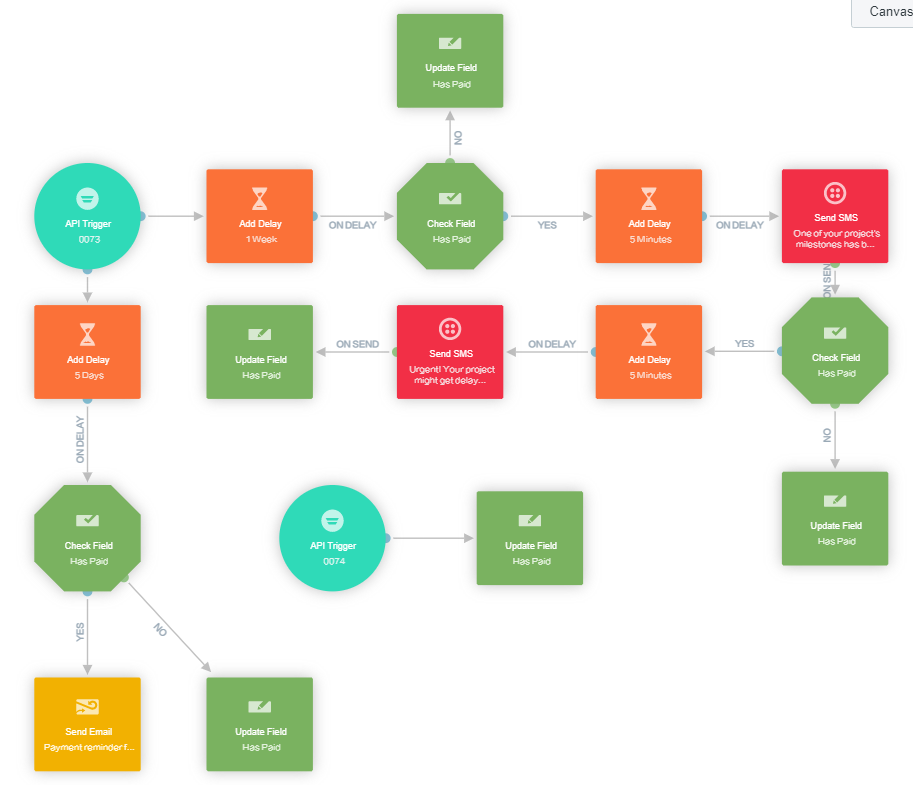 Canvas
Update Field
Has Paid
NO
API Trigger
0073
Add Delay
1 Week
ON DELAY
Check Field
Has Paid
YES
Add Delay
5 Minutes
ON DELAY
Send SMS
One of your project's
milestones has b...
ON SEN
Add Delay
5 Days
Update Field
Has Paid
ON SEND
Send SMS
Urgent! Your project
might get delay...
ON DELAY
Add Delay
5 Minutes
YES
Check Field
Has Paid
ON DELAY
NO
Check Field
Has Paid
API Trigger
0074
Update Field
Has Paid
Update Field
Has Paid
YES
NO
Send Email
Payment reminder f...
Update Field
Has Paid